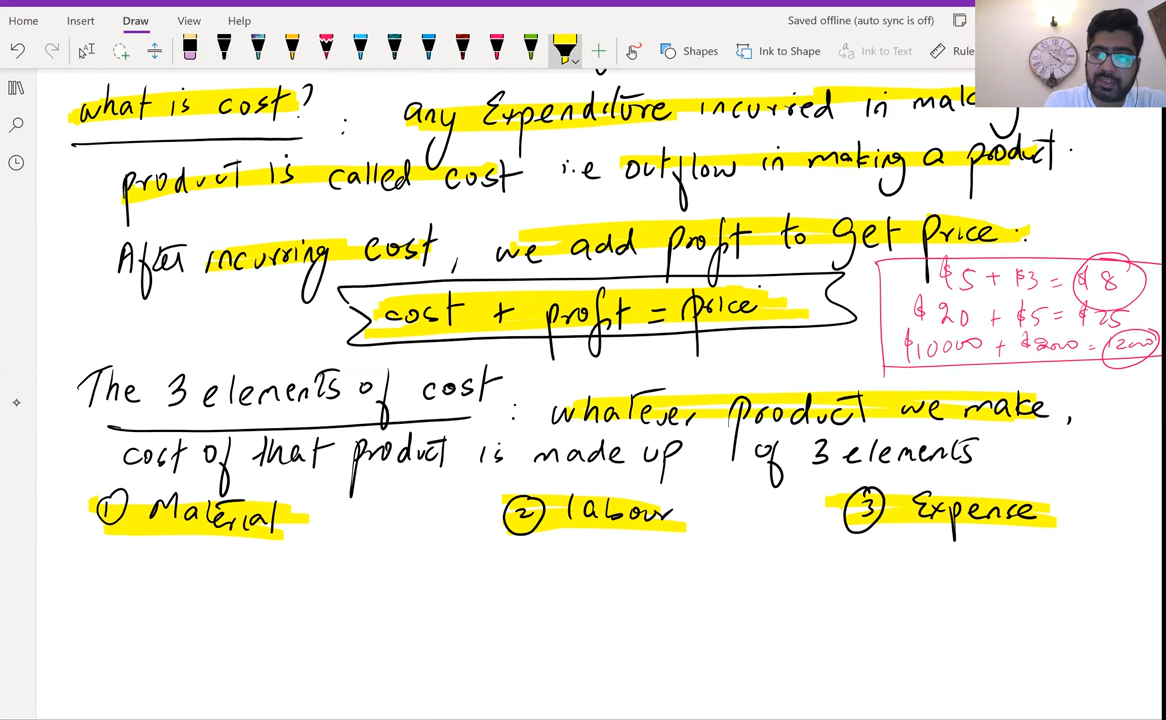 Home Insert Draw View Help
Saved offline (auto sync is off)
Shapes Ink to Shape Ink to Text Rule
what is cost? : any Expenditure incurred in mak
product is called cost i.e outflow in making a product.
After incurring cost, we add profit to get price.
cost + profit = price
$5 + $3 = $8
$20 + $5 = $25
$10000 + $2000 =
The 3 elements of cost : whatever product we make,
cost of that product is made up of 3 elements
① Material ② labour ③ Expense